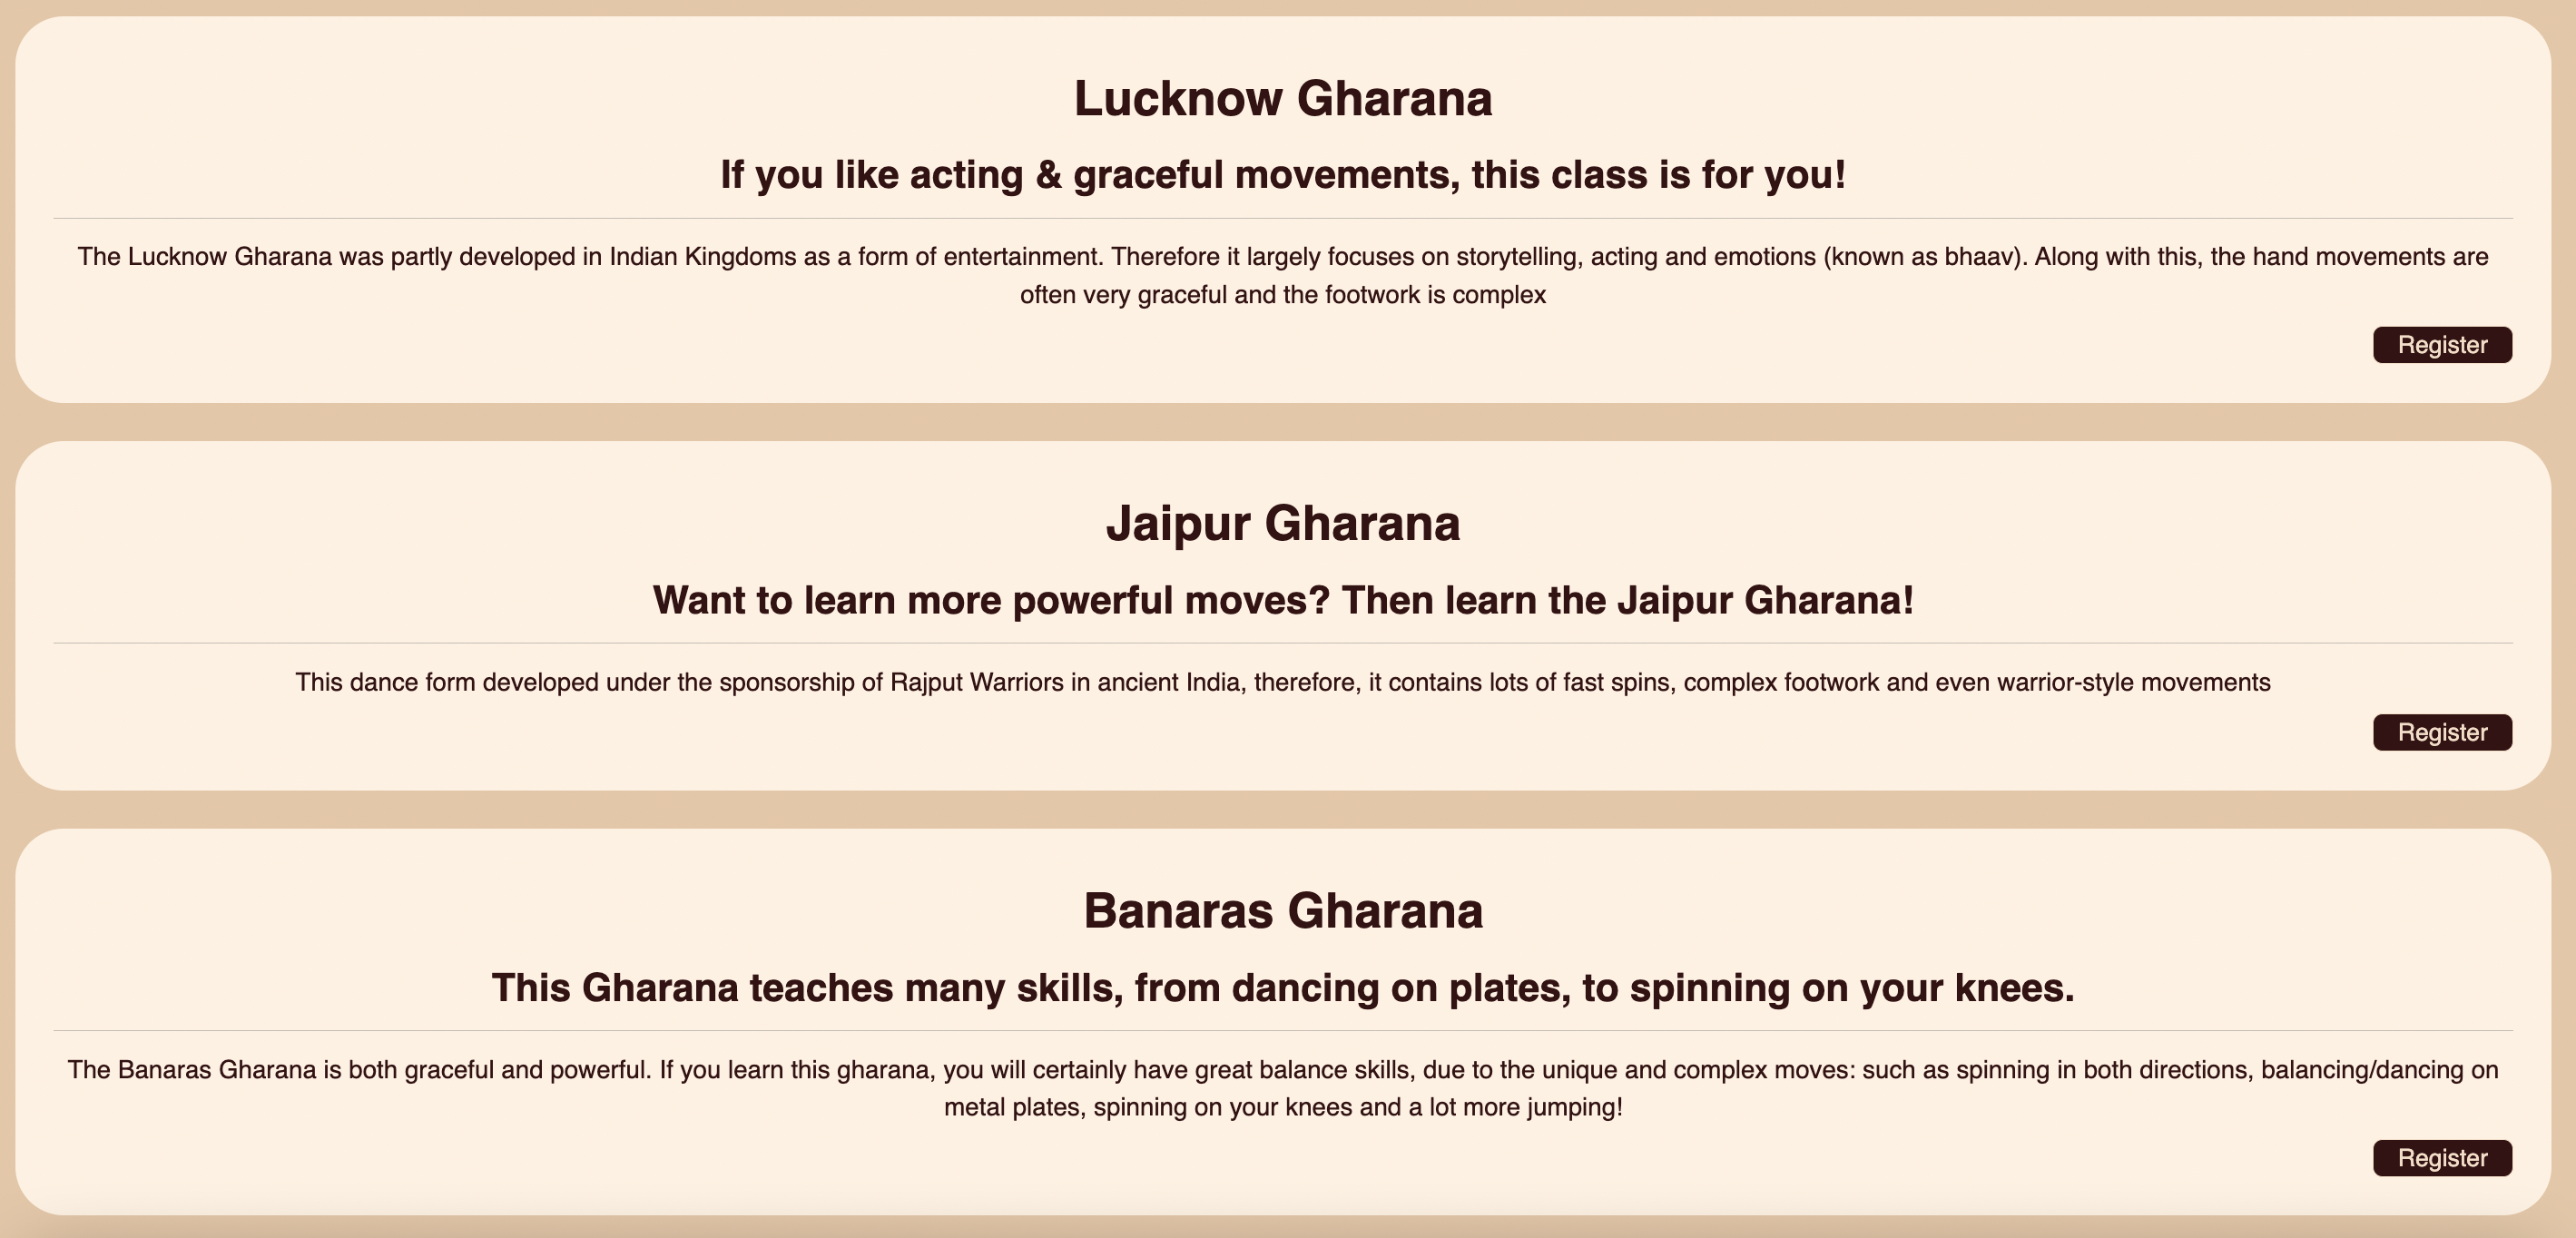 Lucknow Gharana
If you like acting & graceful movements, this class is for you!
The Lucknow Gharana was partly developed in Indian Kingdoms as a form of entertainment. Therefore it largely focuses on storytelling, acting and emotions (known as bhaav). Along with this, the hand movements are
often very graceful and the footwork is complex
Register
Jaipur Gharana
Want to learn more powerful moves? Then learn the Jaipur Gharana!
This dance form developed under the sponsorship of Rajput Warriors in ancient India, therefore, it contains lots of fast spins, complex footwork and even warrior-style movements
Register
Banaras Gharana
This Gharana teaches many skills, from dancing on plates, to spinning on your knees.
The Banaras Gharana is both graceful and powerful. If you learn this gharana, you will certainly have great balance skills, due to the unique and complex moves: such as spinning in both directions, balancing/dancing on
metal plates, spinning on your knees and a lot more jumping!
Register